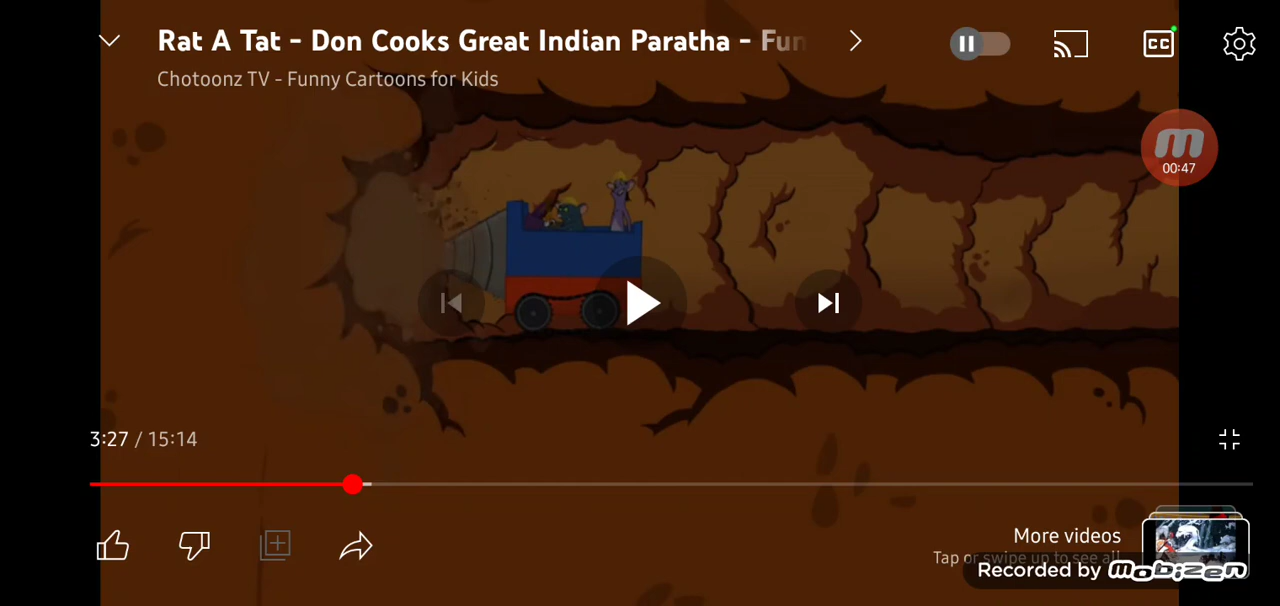 Rat A Tat - Don Cooks Great Indian Paratha - Fun
Chotoonz TV - Funny Cartoons for Kids
CC
m
00:47
3:27 / 15:14
More videos
Tap or swipe up to see all
Recorded by mobizen